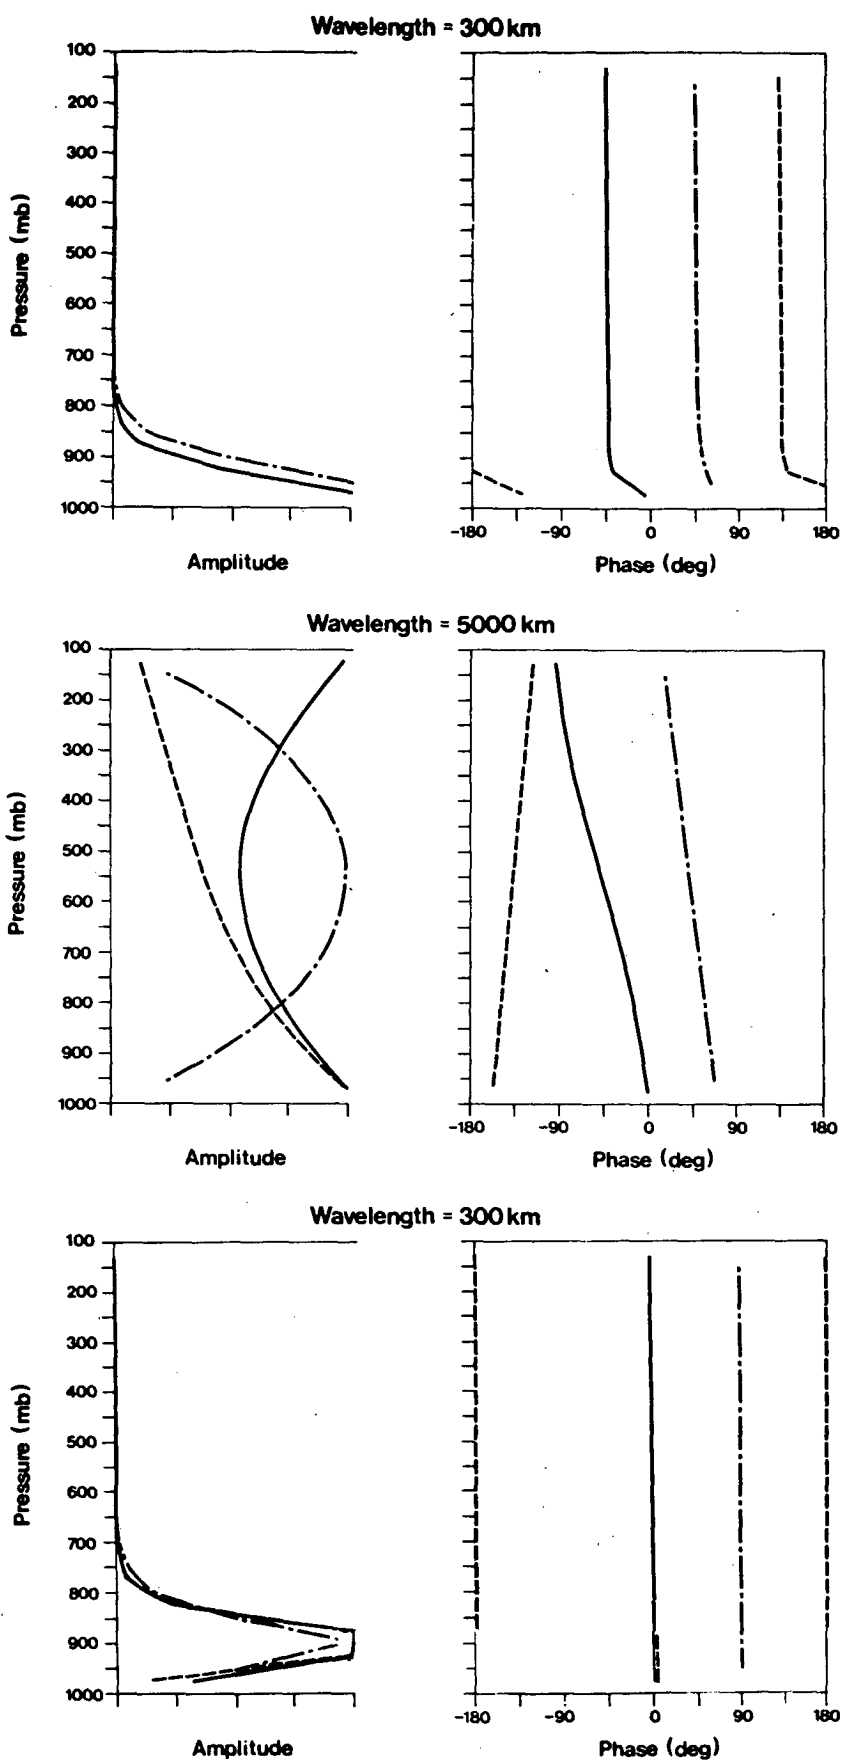 Wavelength = 300 km
100
200
300
400
500
600
700
800
900
1000
Pressure (mb)
Amplitude
-180 -90 0 90 180
Phase (deg)
Wavelength = 5000 km
100
200
300
400
500
600
700
800
900
1000
Pressure (mb)
Amplitude
-180 -90 0 90 180
Phase (deg)
Wavelength = 300 km
100
200
300
400
500
600
700
800
900
1000
Pressure (mb)
Amplitude
-180 -90 0 90 180
Phase (deg)